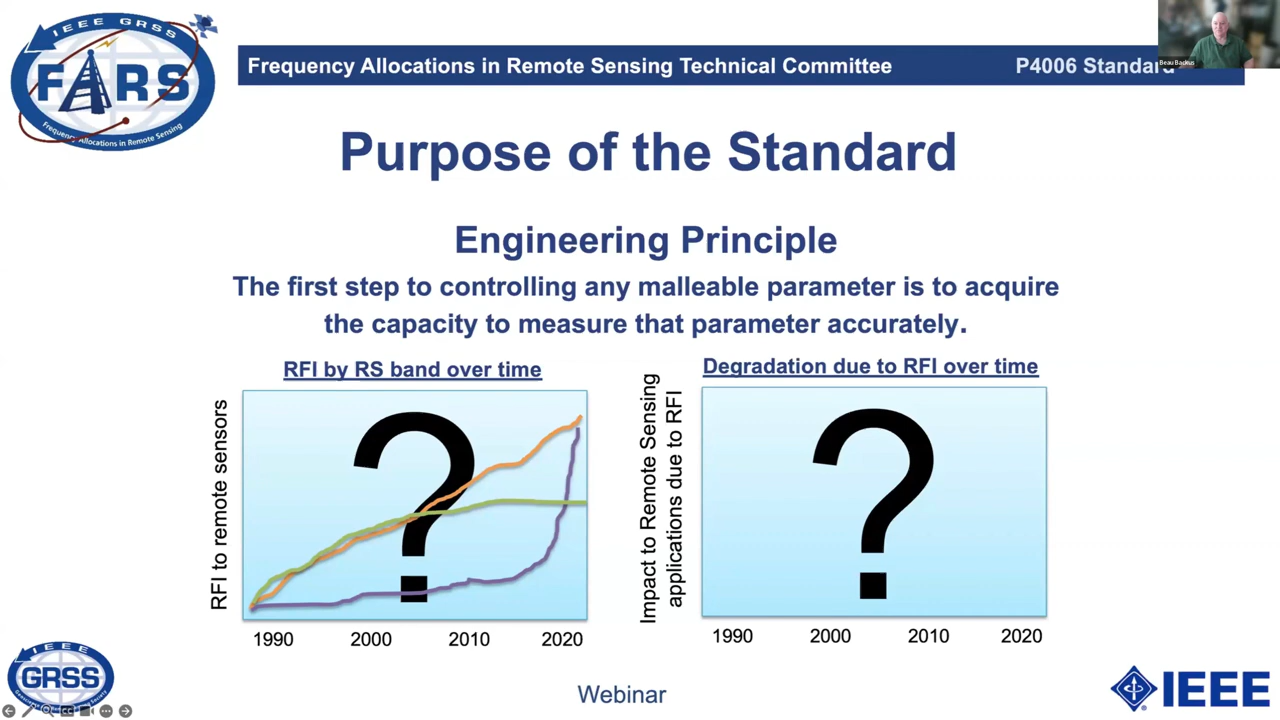 IEEE GRSS
FARS
Frequency Allocations in Remote Sensing
Frequency Allocations in Remote Sensing Technical Committee
P4006 Standard
Beau Backus
Purpose of the Standard
Engineering Principle
The first step to controlling any malleable parameter is to acquire
the capacity to measure that parameter accurately.
RFI by RS band over time
RFI to remote sensors
?
1990 2000 2010 2020
Degradation due to RFI over time
Impact to Remote Sensing
applications due to RFI
?
1990 2000 2010 2020
IEEE
GRSS
Webinar
IEEE